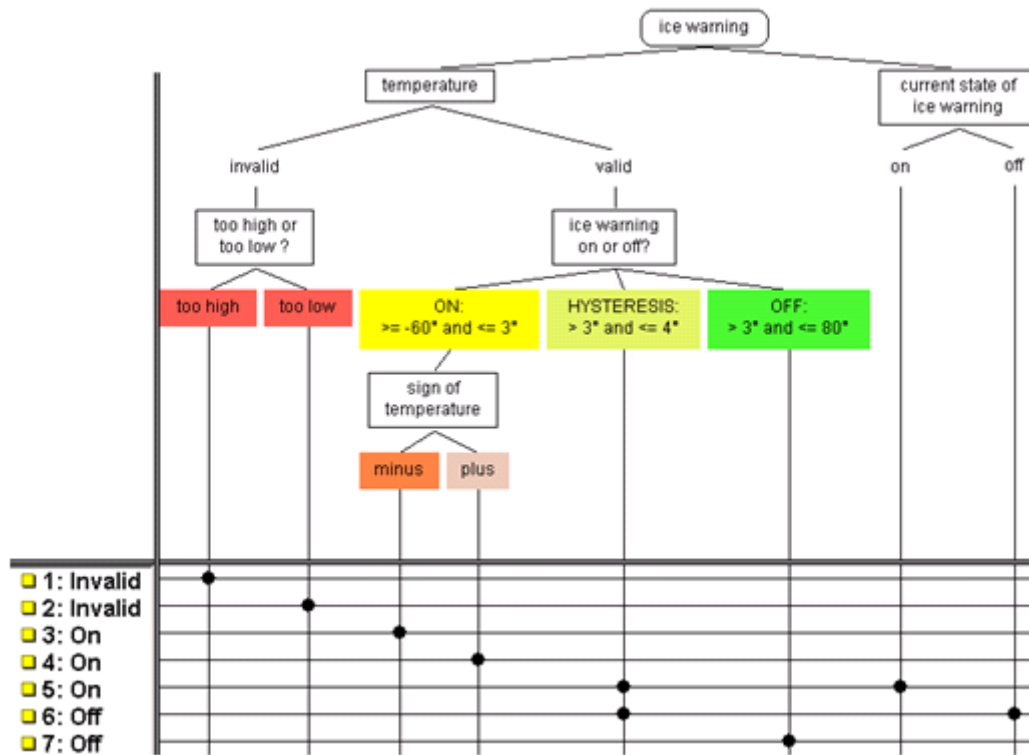 ice warning
temperature
current state of
ice warning
invalid
valid
on
off
too high or
too low ?
ice warning
on or off?
too high
too low
ON:
>= -60° and <= 3°
HYSTERESIS:
> 3° and <= 4°
OFF:
> 3° and <= 80°
sign of
temperature
minus
plus
1: Invalid
2: Invalid
3: On
4: On
5: On
6: Off
7: Off